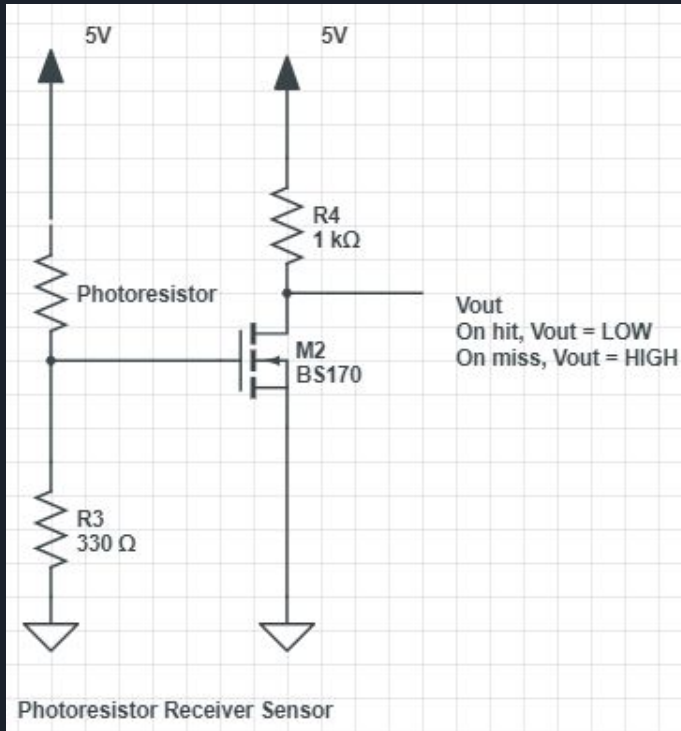 5V
5V
R4
1 kΩ
Photoresistor
Vout
On hit, Vout = LOW
On miss, Vout = HIGH
M2
BS170
R3
330 Ω
Photoresistor Receiver Sensor